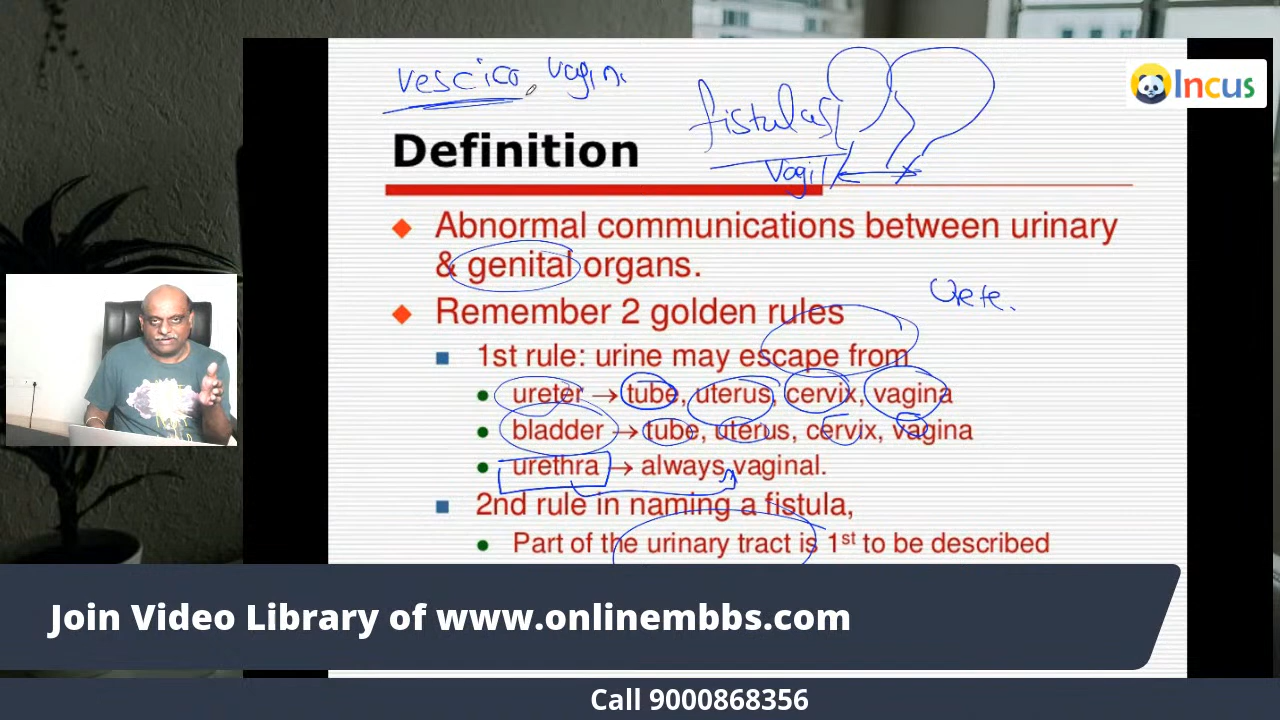 vescico vagin.
fistulas
vagi
Incus
Definition
Abnormal communications between urinary
& genital organs.
Urete.
Remember 2 golden rules
1st rule: urine may escape from
ureter → tube, uterus, cervix, vagina
bladder → tube, uterus, cervix, vagina
urethra → always vaginal.
2nd rule in naming a fistula,
Part of the urinary tract is 1st to be described
Join Video Library of www.onlinembbs.com
Call 9000868356